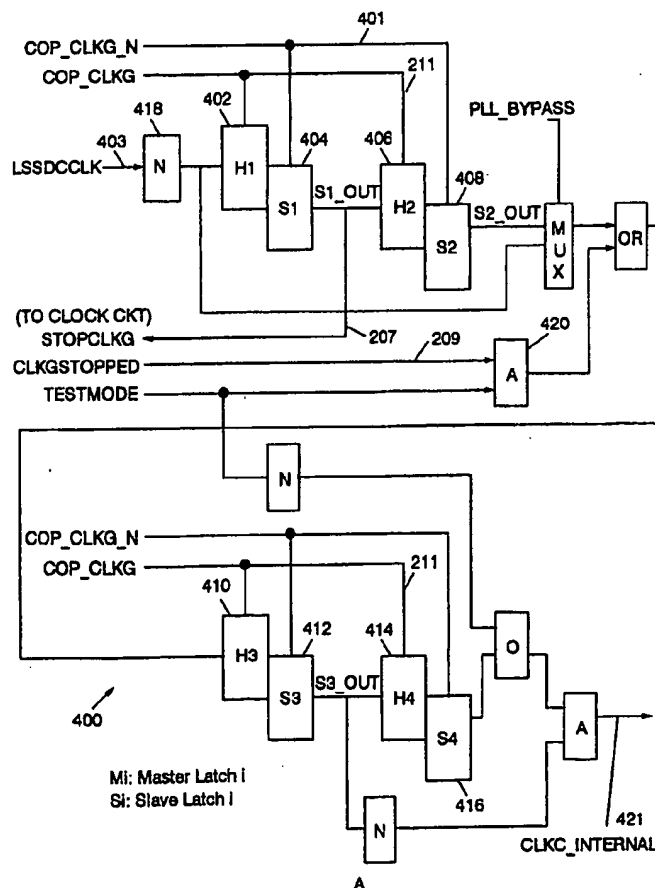 401
COP_CLKG_N
COP_CLKG
402
211
418
PLL_BYPASS
403
404
406
LSSDCCLK
N
H1
408
S1_OUT
H2
S2_OUT
S1
S2
MUX
OR
(TO CLOCK CKT)
STOPCLKG
207
420
209
CLKGSTOPPED
A
TESTMODE
N
COP_CLKG_N
COP_CLKG
410
211
412
414
O
H3
S3_OUT
H4
S3
S4
A
400
Mi: Master Latch i
Si: Slave Latch i
416
N
421
CLKC_INTERNAL
A